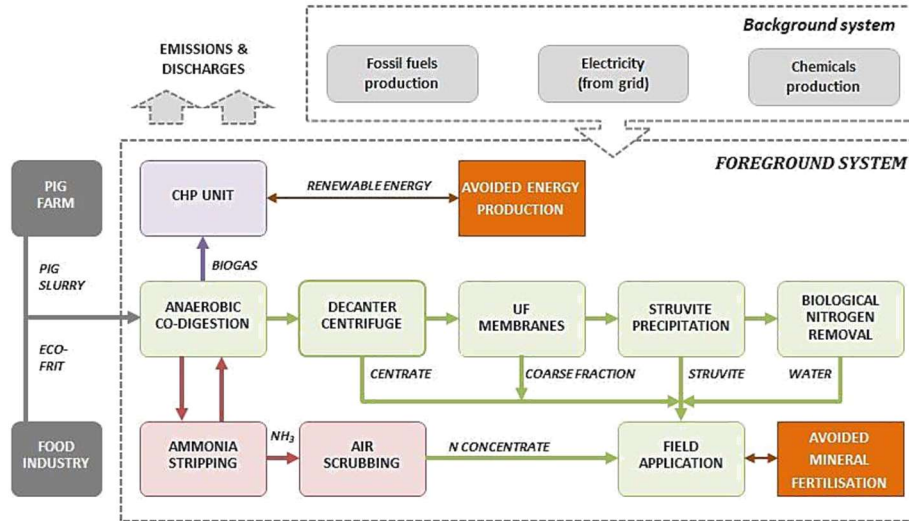 Background system
EMISSIONS &
DISCHARGES
Fossil fuels
production
Electricity
(from grid)
Chemicals
production
FOREGROUND SYSTEM
PIG
FARM
CHP UNIT
RENEWABLE ENERGY
AVOIDED ENERGY
PRODUCTION
PIG
SLURRY
BIOGAS
ANAEROBIC
CO-DIGESTION
DECANTER
CENTRIFUGE
UF
MEMBRANES
STRUVITE
PRECIPITATION
BIOLOGICAL
NITROGEN
REMOVAL
ECO-
FRIT
CENTRATE
COARSE FRACTION
STRUVITE
WATER
FOOD
INDUSTRY
AMMONIA
STRIPPING
NH₃
AIR
SCRUBBING
N CONCENTRATE
FIELD
APPLICATION
AVOIDED
MINERAL
FERTILISATION